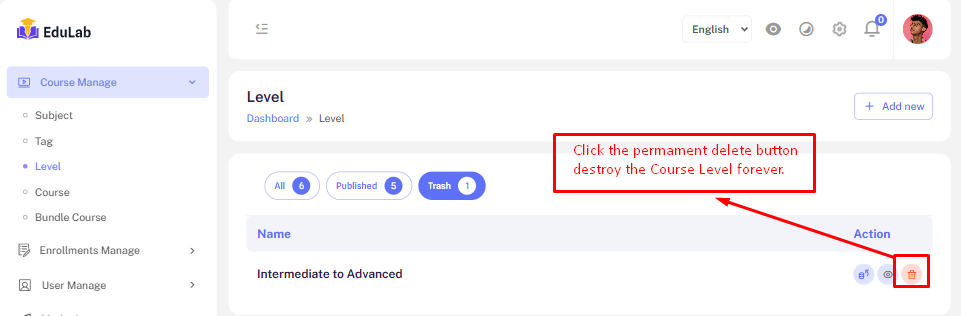 EduLab
English
0
Course Manage
Subject
Tag
Level
Course
Bundle Course
Enrollments Manage
User Manage
Level
Dashboard » Level
+ Add new
Click the permament delete button
destroy the Course Level forever.
All 6
Published 5
Trash 1
Name Action
Intermediate to Advanced